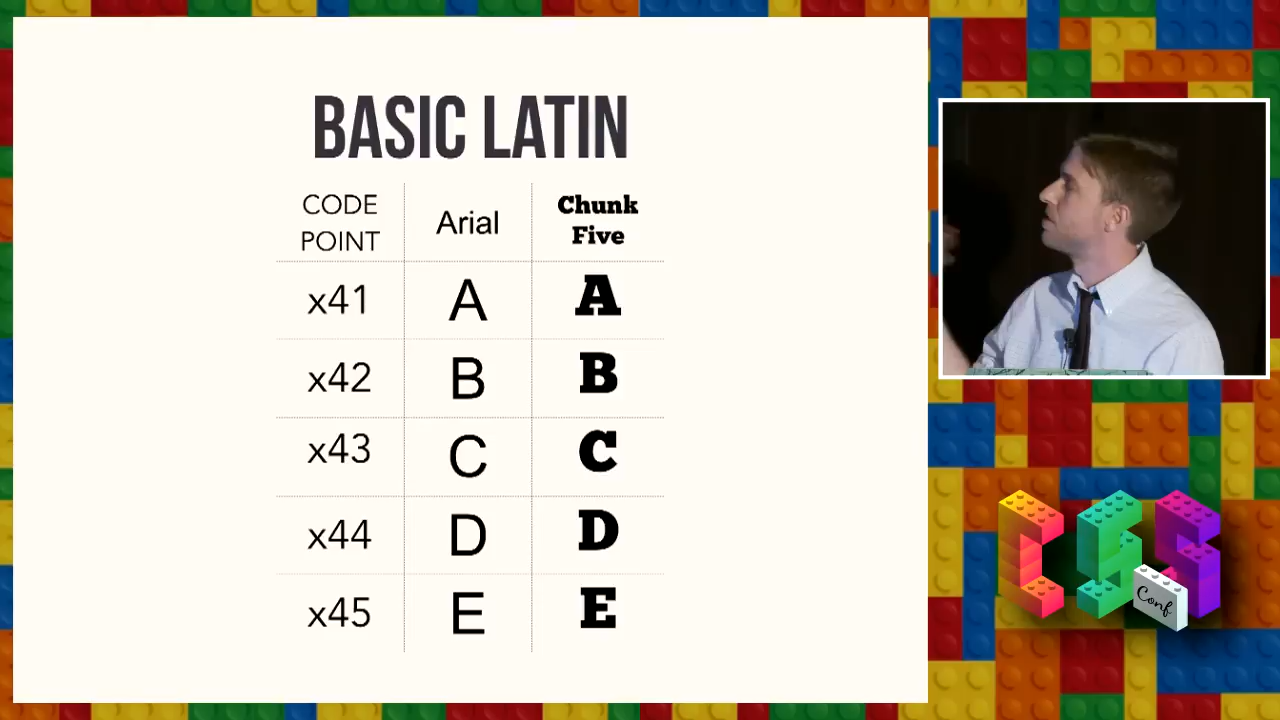 BASIC LATIN
CODE POINT Arial Chunk Five
x41 A A
x42 B B
x43 C C
x44 D D
x45 E E
CSS
Conf